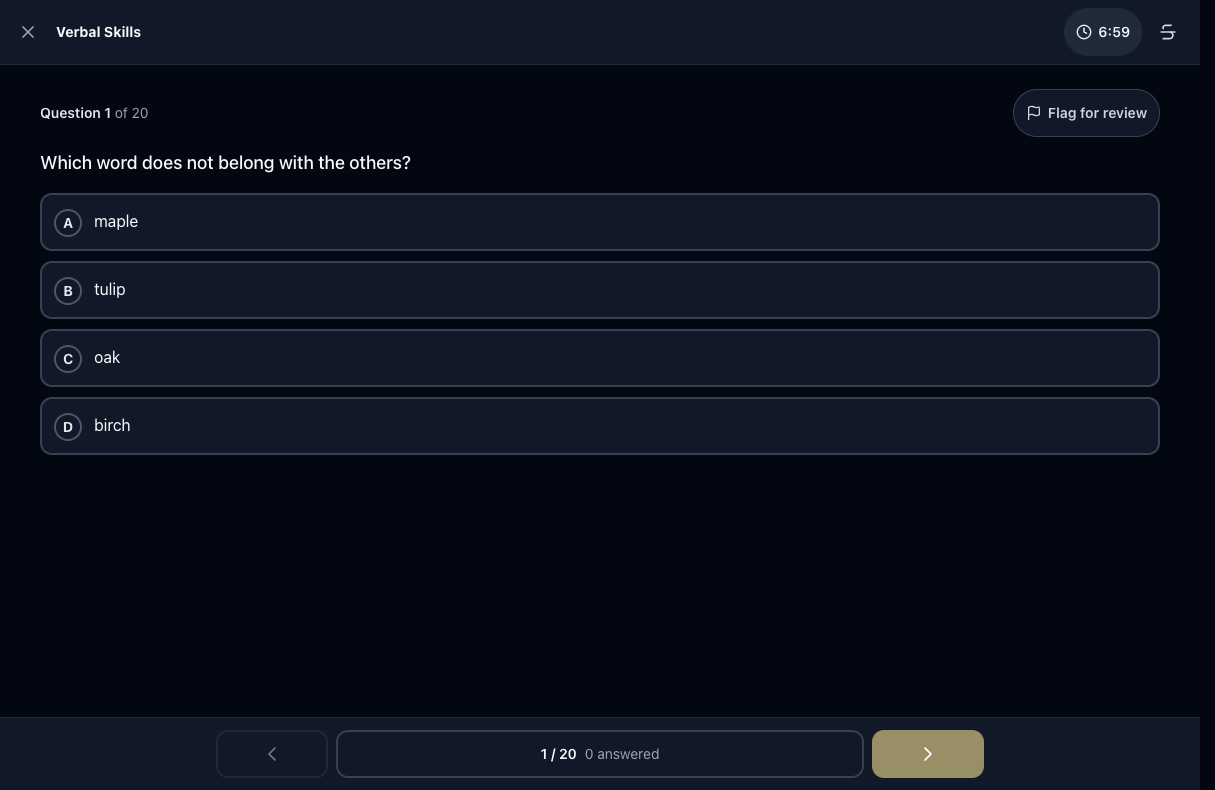 Verbal Skills
6:59
Question 1 of 20
Flag for review
Which word does not belong with the others?
A maple
B tulip
C oak
D birch
1 / 20 0 answered